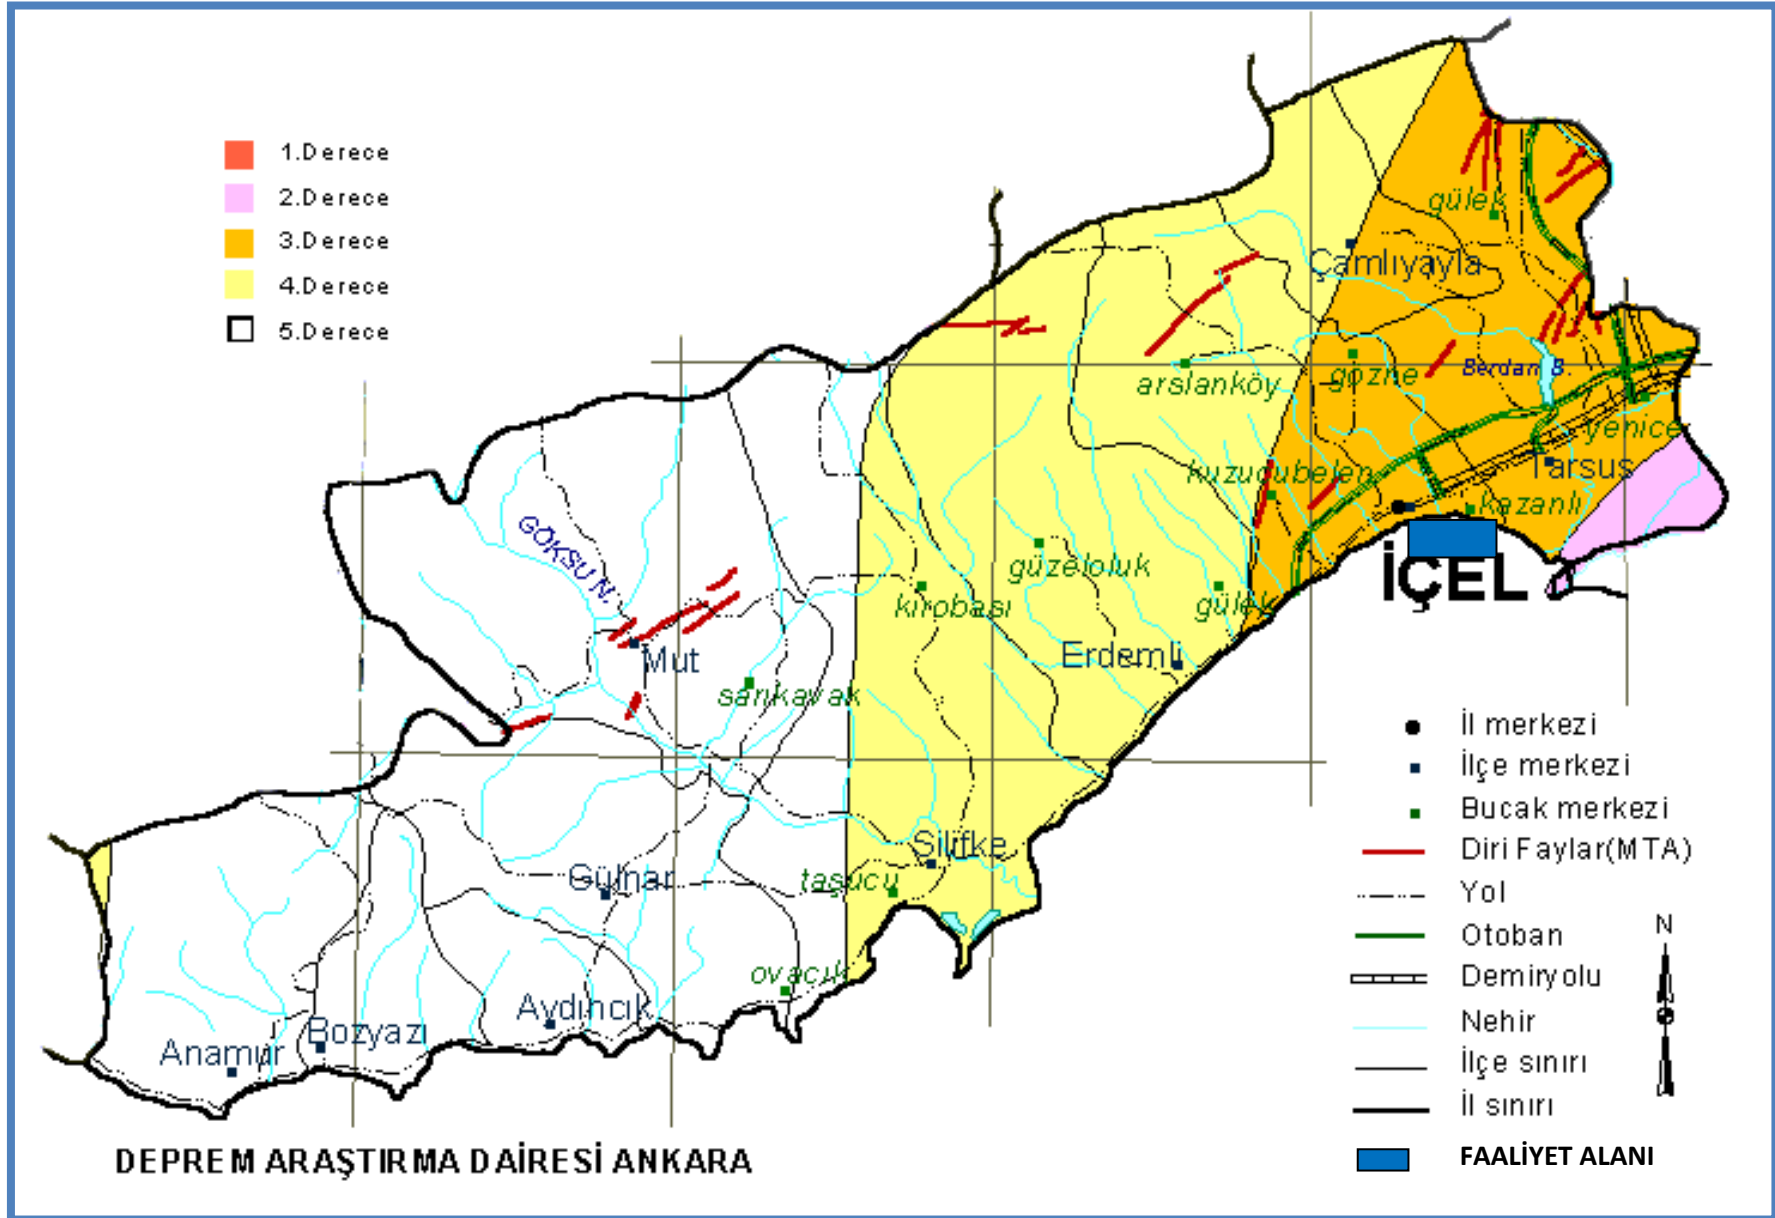 1.Derece
2.Derece
3.Derece
4.Derece
5.Derece
gülek
Çamlıyayla
arslanköy
gözne
Berdan B.
yenice
Tarsus
kuzucubelen
kazanlı
GÖKSU N.
güzeloluk
kırobası
gülek
İÇEL
Mut
Erdemli
sarıkavak
Silifke
Gülnar
taşucu
ovacık
Aydıncık
Bozyazı
Anamur
İl merkezi
İlçe merkezi
Bucak merkezi
Diri Faylar(MTA)
Yol
Otoban
Demiryolu
Nehir
İlçe sınırı
İl sınırı
FAALİYET ALANI
N
DEPREM ARAŞTIRMA DAİRESİ ANKARA